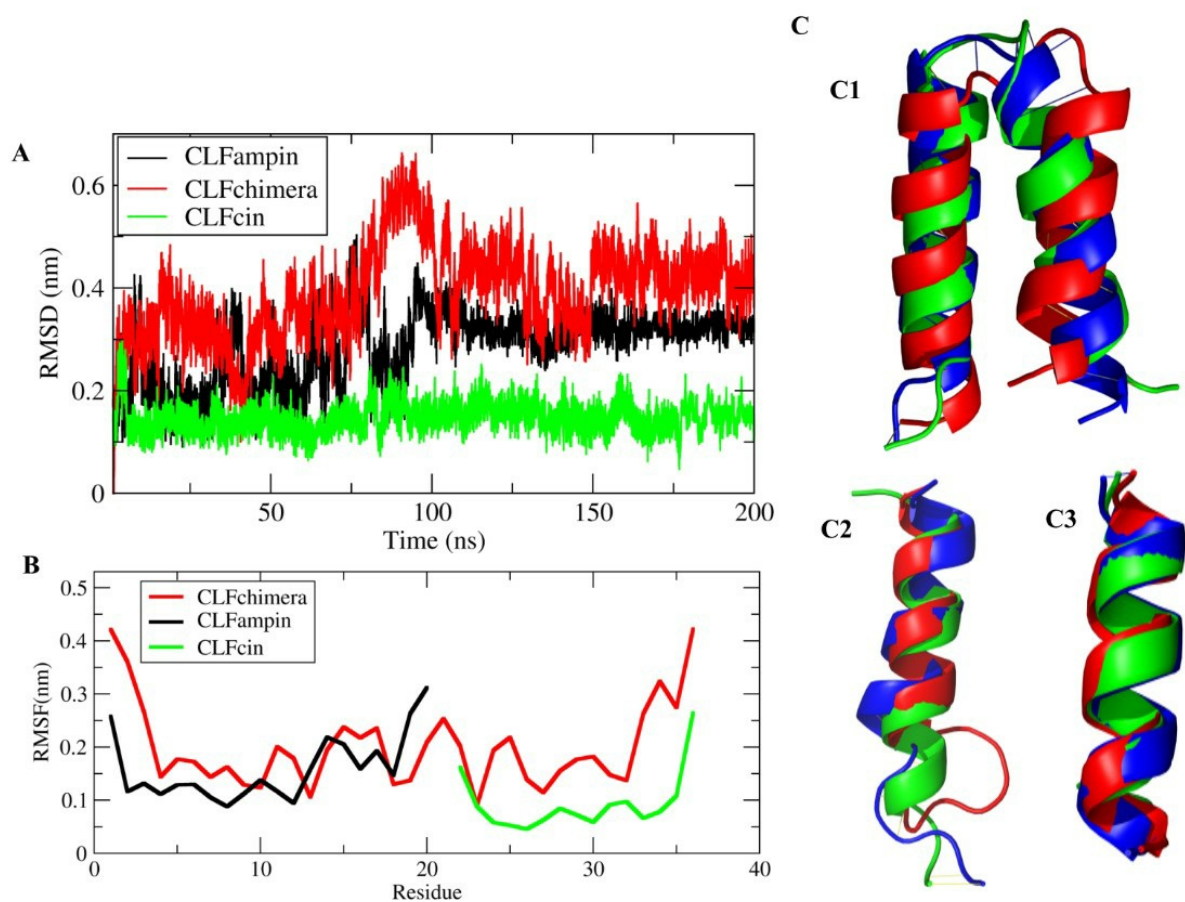 A
CLFampin
CLFchimera
CLFcin
RMSD (nm)
0.6
0.4
0.2
0
50
100
150
200
Time (ns)
B
CLFchimera
CLFampin
CLFcin
RMSF(nm)
0.5
0.4
0.3
0.2
0.1
0
0
10
20
30
40
Residue
C
C1
C2
C3